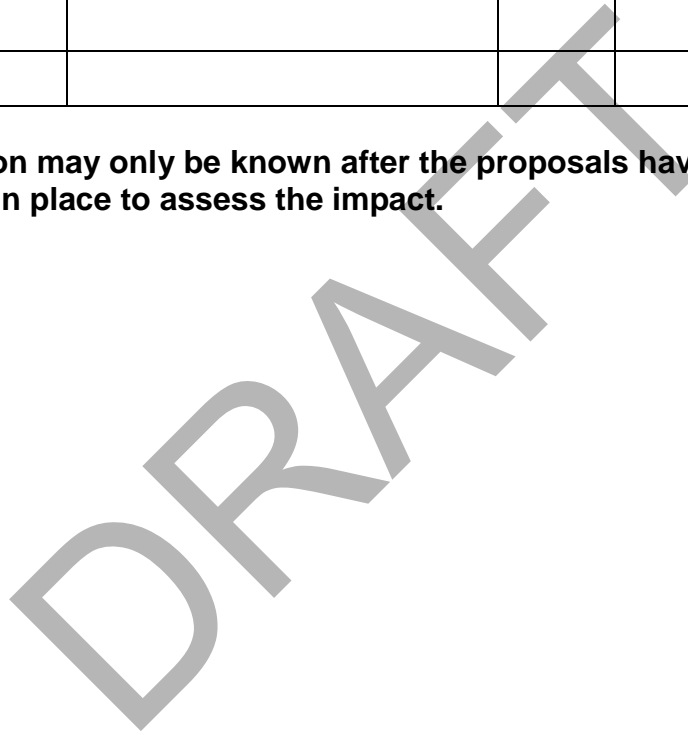 on may only be known after the proposals hav
n place to assess the impact.
DRAFT